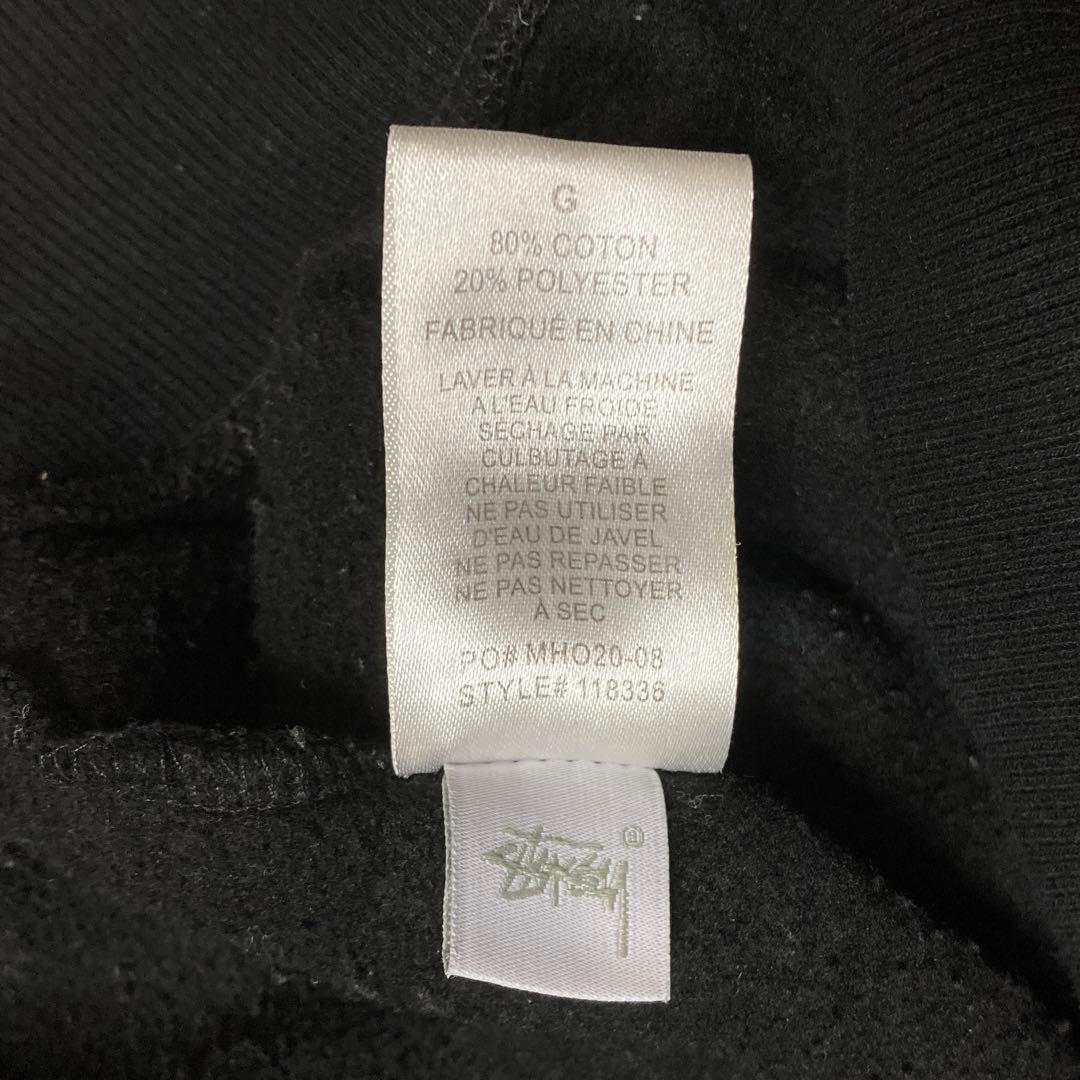 G
80% COTON
20% POLYESTER
FABRIQUÉ EN CHINE
LAVER À LA MACHINE
À L'EAU FROIDE
SÉCHAGE PAR
CULBUTAGE À
CHALEUR FAIBLE
NE PAS UTILISER
D'EAU DE JAVEL
NE PAS REPASSER
NE PAS NETTOYER
À SEC
PO# MHO20-08
STYLE# 118336
STÜSSY ®